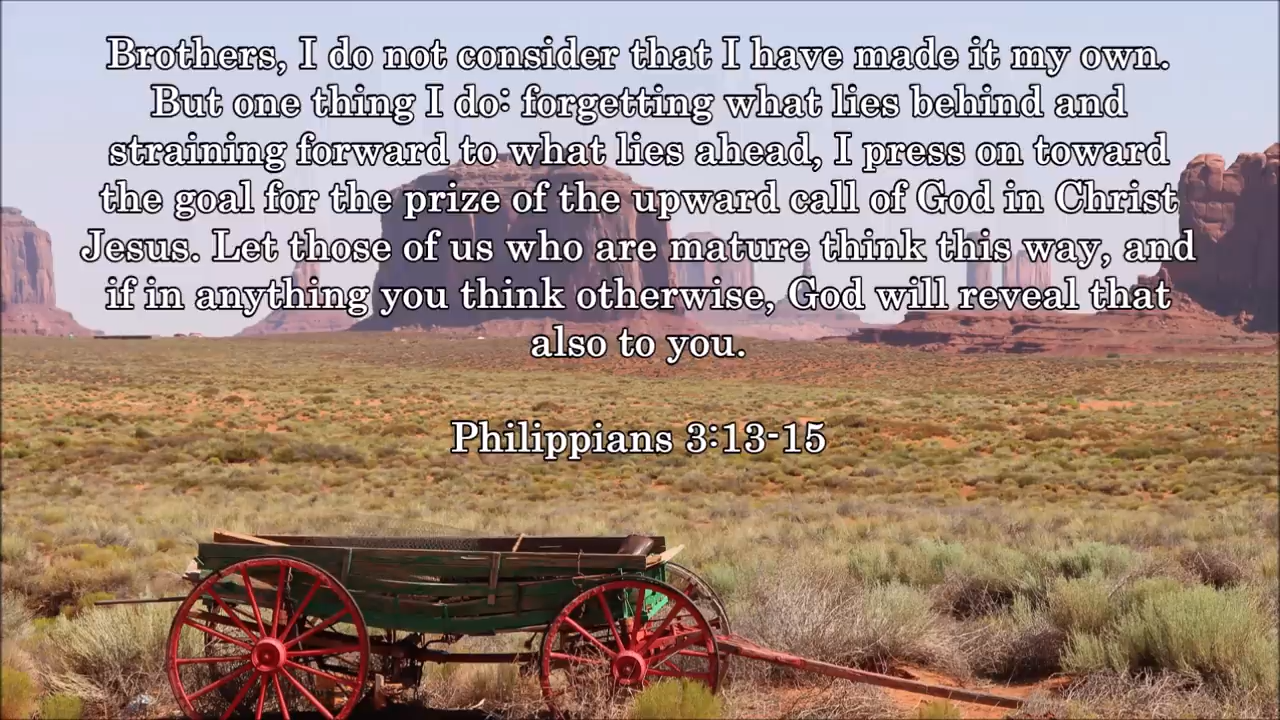 Brothers, I do not consider that I have made it my own.
But one thing I do: forgetting what lies behind and
straining forward to what lies ahead, I press on toward
the goal for the prize of the upward call of God in Christ
Jesus. Let those of us who are mature think this way, and
if in anything you think otherwise, God will reveal that
also to you.
Philippians 3:13-15